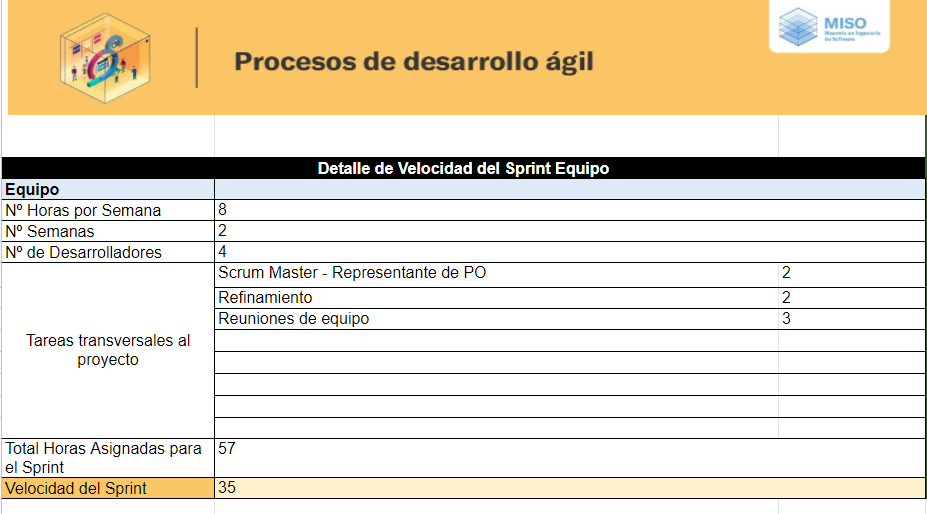 Procesos de desarrollo ágil
MISO
Maestría en Ingeniería
de Software
Detalle de Velocidad del Sprint Equipo
Equipo
Nº Horas por Semana 8
Nº Semanas 2
Nº de Desarrolladores 4
Tareas transversales al
proyecto
Scrum Master - Representante de PO 2
Refinamiento 2
Reuniones de equipo 3
Total Horas Asignadas para
el Sprint
57
Velocidad del Sprint 35